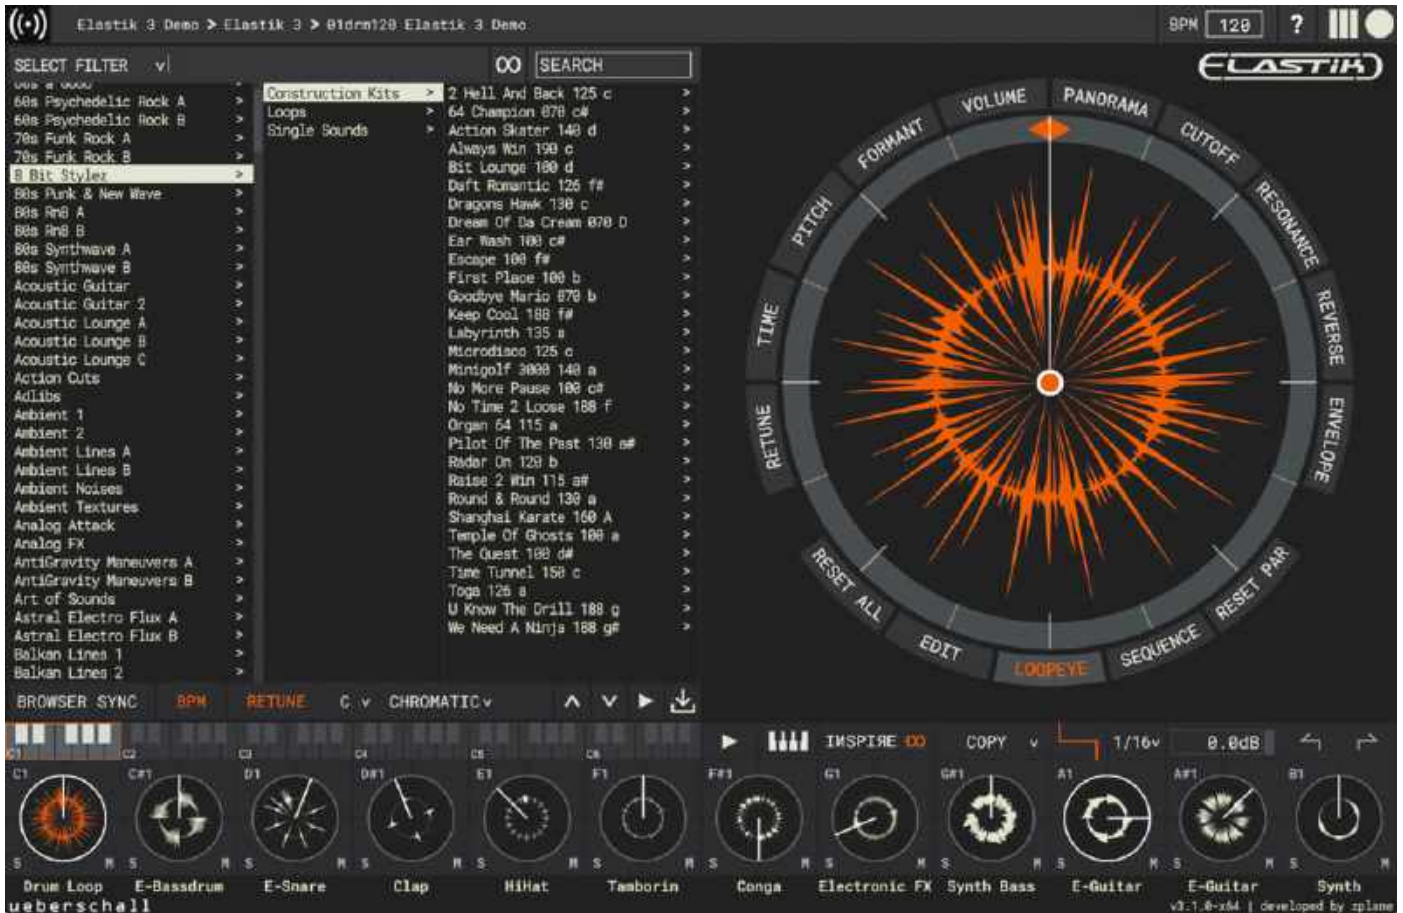 Elastik 3 Demo > Elastik 3 > 01drm120 Elastik 3 Demo
BPM 120 ?
SELECT FILTER v
SEARCH
ELASTIK
60s Psychedelic Rock A
60s Psychedelic Rock B
70s Funk Rock A
70s Funk Rock B
8 Bit Stylez
80s Punk & New Wave
80s RnB A
80s RnB B
80s Synthwave A
80s Synthwave B
Acoustic Guitar
Acoustic Guitar 2
Acoustic Lounge A
Acoustic Lounge B
Acoustic Lounge C
Action Cuts
Adlibs
Ambient 1
Ambient 2
Ambient Lines A
Ambient Lines B
Ambient Noises
Ambient Textures
Analog Attack
Analog FX
AntiGravity Maneuvers A
AntiGravity Maneuvers B
Art of Sounds
Astral Electro Flux A
Astral Electro Flux B
Balkan Lines 1
Balkan Lines 2
Construction Kits >
Loops >
Single Sounds >
2 Hell And Back 125 c
64 Champion 070 c#
Action Skater 140 d
Always Win 190 c
Bit Lounge 100 d
Daft Romantic 126 f#
Dragons Hawk 130 c
Dream Of Da Cream 070 D
Ear Wash 100 c#
Escape 100 f#
First Place 100 b
Goodbye Mario 070 b
Keep Cool 188 f#
Labyrinth 135 a
Microdisco 125 c
Minigolf 3000 140 a
No More Pause 100 c#
No Time 2 Loose 188 f
Organ 64 115 a
Pilot Of The Past 130 a#
Radar On 120 b
Raise 2 Win 115 a#
Round & Round 130 a
Shanghai Karate 160 A
Temple Of Ghosts 100 a
The Quest 100 d#
Time Tunnel 150 c
Toga 126 a
U Know The Drill 188 g
We Need A Ninja 188 g#
RETUNE
TIME
PITCH
FORMANT
VOLUME
PANORAMA
CUTOFF
RESONANCE
REVERSE
ENVELOPE
RESET ALL
EDIT
LOOPEYE
SEQUENCE
RESET PAR
BROWSER SYNC BPM RETUNE C v CHROMATIC v
C1 C2 C3 C4 C5 C6
INSPIRE COPY v 1/16 v 0.0dB
C1 C#1 D1 D#1 E1 F1 F#1 G1 G#1 A1 A#1 B1
S M S M S M S M S M S M S M S M S M S M S M S M
Drum Loop E-Bassdrum E-Snare Clap HiHat Tamborin Conga Electronic FX Synth Bass E-Guitar E-Guitar Synth
ueberschall
v3.1.0-x64 | developed by zplane